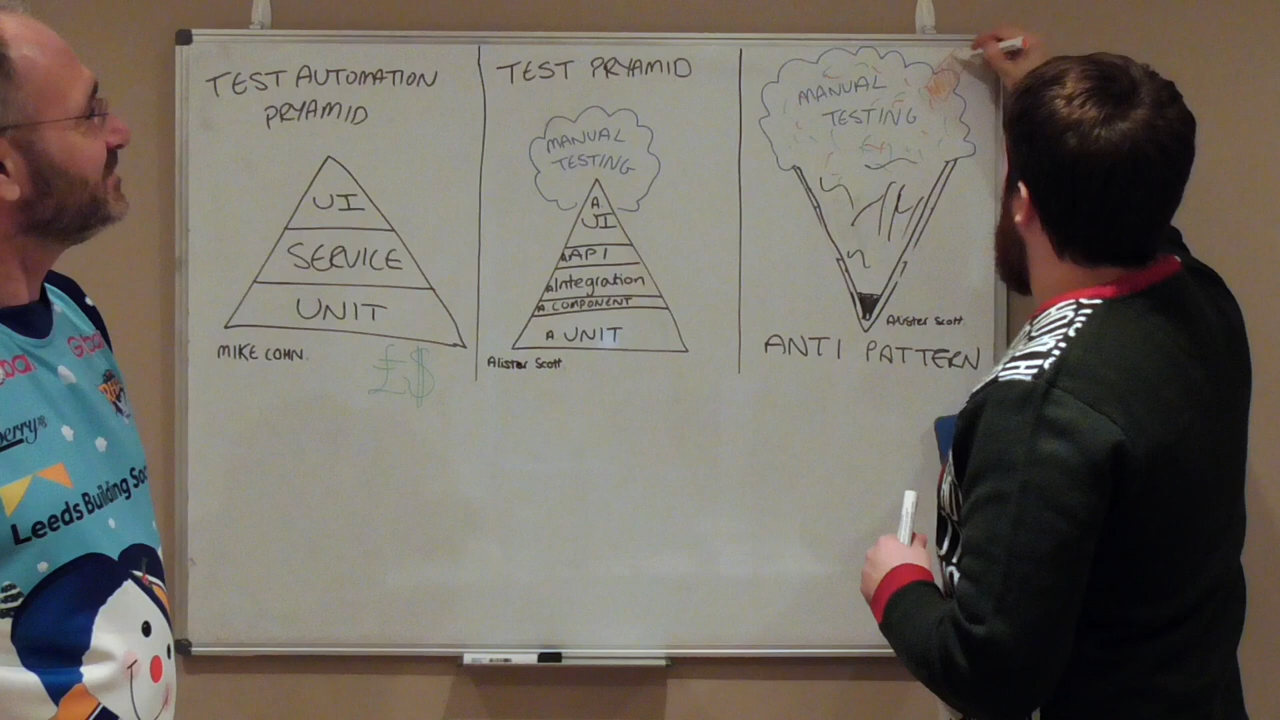 TEST AUTOMATION
PRYAMID
UI
SERVICE
UNIT
MIKE COHN
£$
TEST PRYAMID
MANUAL
TESTING
A.
UI
A API
A Integration
A. COMPONENT
A UNIT
Alister Scott
MANUAL
TESTING
Alister Scott
ANTI PATTERN
Leeds Building Soc